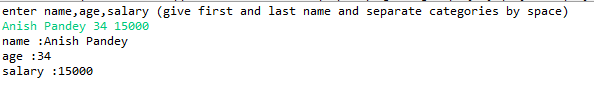 enter name,age,salary (give first and last name and separate categories by space)
Anish Pandey 34 15000
name :Anish Pandey
age :34
salary :15000